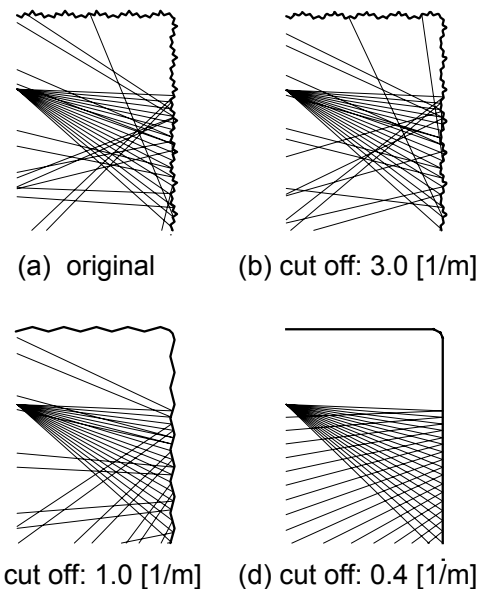 (a) original
(b) cut off: 3.0 [1/m]
cut off: 1.0 [1/m]
(d) cut off: 0.4 [1/m]